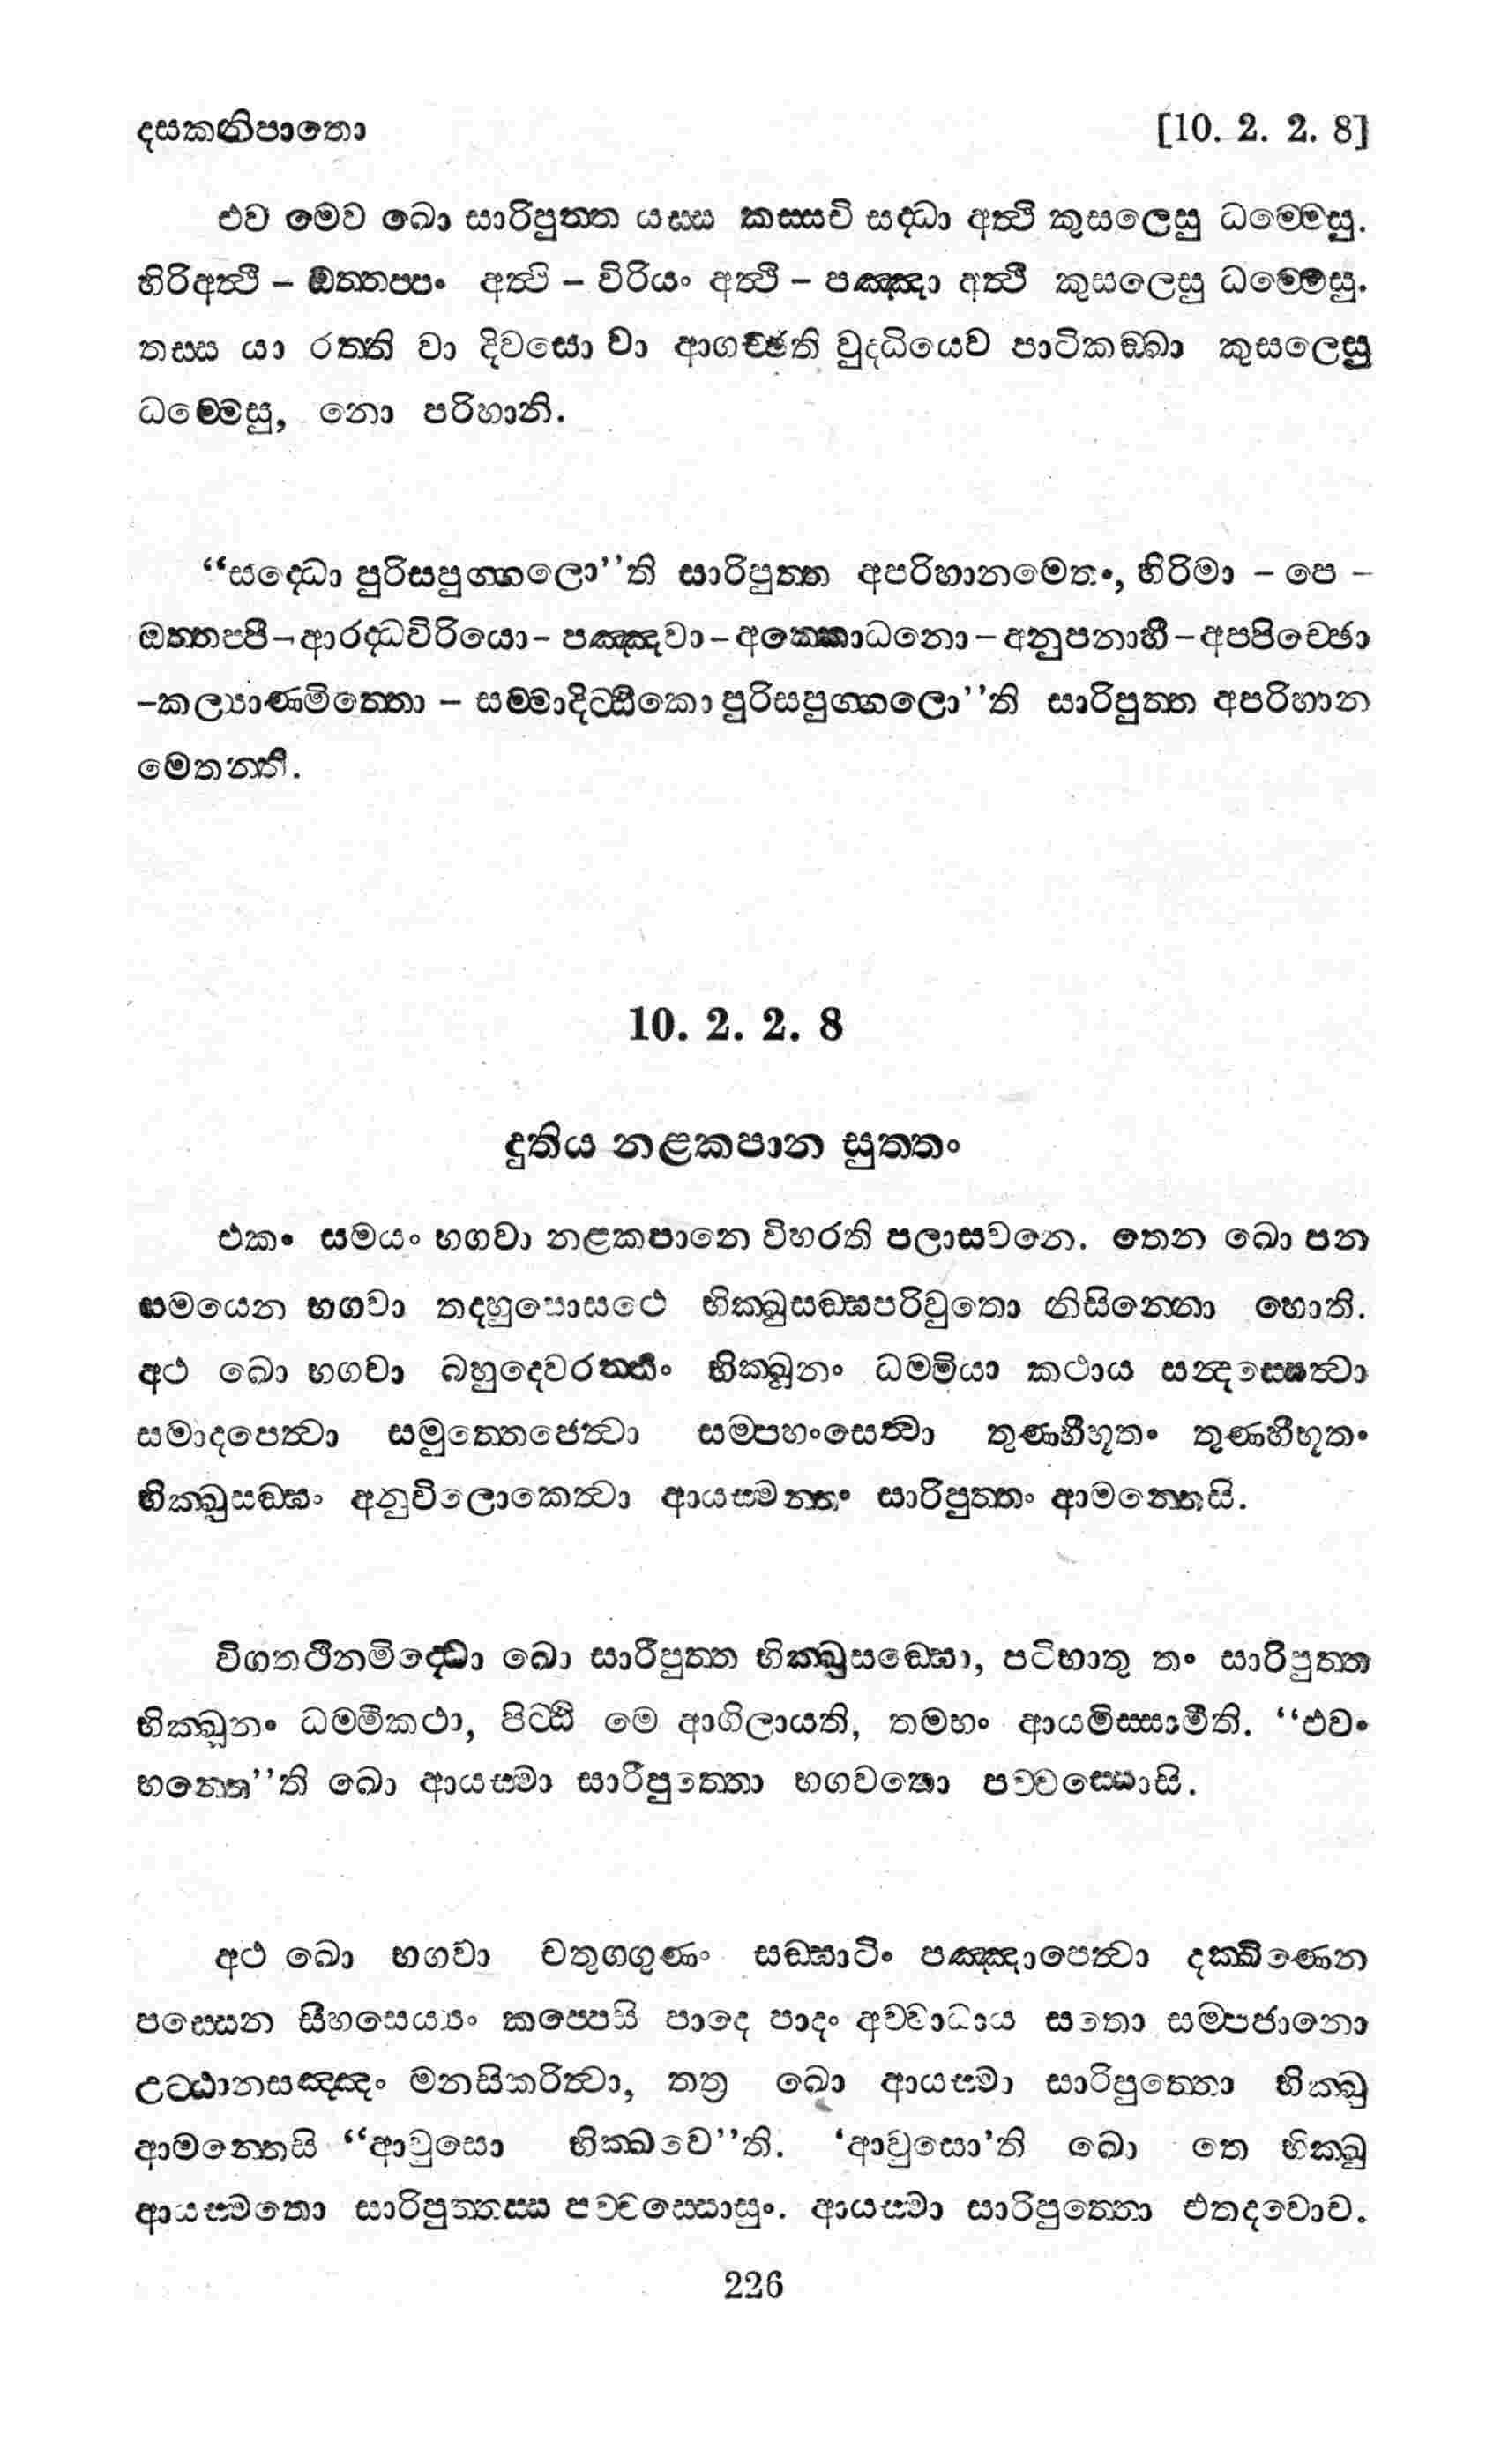 දසකනිපාතො [10. 2. 2. 8]
එව මෙව ඛො සාරිපුත්ත යස්ස කස්සචි සද්ධා අත්ථි කුසලෙසු ධම්මෙසු.
හිරිඅත්ථි – ඔත්තප්පං අත්ථි – විරියං අත්ථි – පඤ්ඤා අත්ථි කුසලෙසු ධම්මෙසු.
තස්ස යා රත්ති වා දිවසො වා ආගච්ඡති වුද්ධියෙව පාටිකඞ්ඛා කුසලෙසු
ධම්මෙසු, නො පරිහානි.
“සද්ධො පුරිසපුග්ගලො”ති සාරිපුත්ත අපරිහානමෙතං, හිරිමා – පෙ –
ඔත්තප්පී – ආරද්ධවිරියො – පඤ්ඤවා – අක්කොධනො – අනුපනාහී – අප්පිච්ඡො
– කල්‍යාණමිත්තො – සම්මාදිට්ඨිකො පුරිසපුග්ගලො”ති සාරිපුත්ත අපරිහාන
මෙතන්ති.
10. 2. 2. 8
දුතිය නළකපාන සුත්තං
එකං සමයං භගවා නළකපානෙ විහරති පලාසවනෙ. තෙන ඛො පන
සමයෙන භගවා තදහුපොසථෙ භික්ඛුසඞ්ඝපරිවුතො නිසින්නො හොති.
අථ ඛො භගවා බහුදෙවරත්තිං භික්ඛූනං ධම්මියා කථාය සන්දස්සෙත්වා
සමාදපෙත්වා සමුත්තෙජෙත්වා සම්පහංසෙත්වා තුණ්හීභූතං තුණ්හීභූතං
භික්ඛුසඞ්ඝං අනුවිලොකෙත්වා ආයස්මන්තං සාරිපුත්තං ආමන්තෙසි.
විගතථීනමිද්ධො ඛො සාරිපුත්ත භික්ඛුසඞ්ඝො, පටිභාතු තං සාරිපුත්ත
භික්ඛූනං ධම්මීකථා, පිට්ඨි මෙ ආගිලායති, තමහං ආයමිස්සාමීති. “එවං
භන්තෙ”ති ඛො ආයස්මා සාරිපුත්තො භගවතො පච්චස්සොසි.
අථ ඛො භගවා චතුග්ගුණං සඞ්ඝාටිං පඤ්ඤාපෙත්වා දක්ඛිණෙන
පස්සෙන සීහසෙය්‍යං කප්පෙසි පාදෙ පාදං අච්චාධාය සතො සම්පජානො
උට්ඨානසඤ්ඤං මනසිකරිත්වා, තත්‍ර ඛො ආයස්මා සාරිපුත්තො භික්ඛු
ආමන්තෙසි “ආවුසො භික්ඛවෙ”ති. ‘ආවුසො’ති ඛො තෙ භික්ඛූ
ආයස්මතො සාරිපුත්තස්ස පච්චස්සොසුං. ආයස්මා සාරිපුත්තො එතදවොච.
226